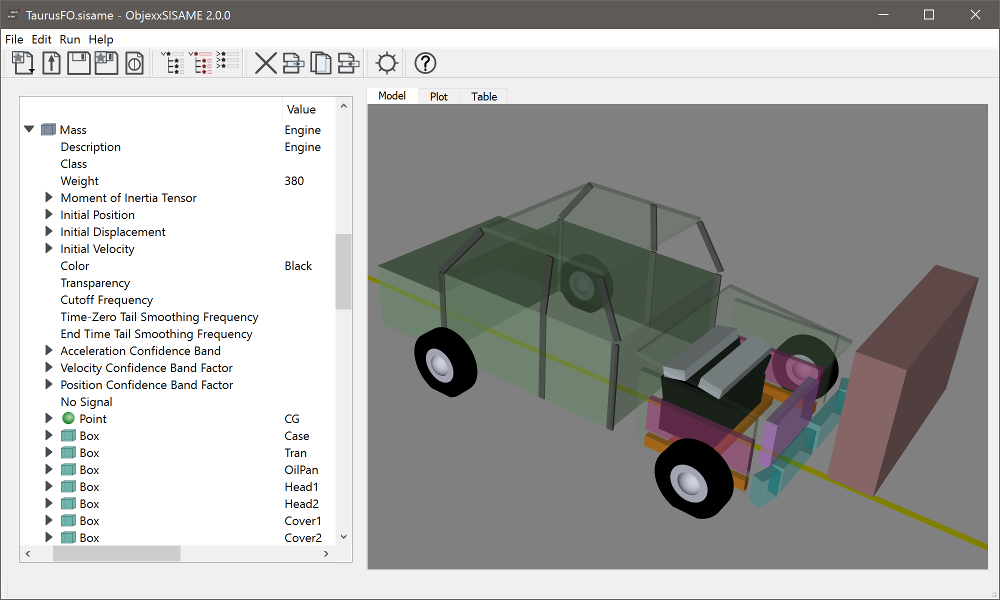 TaurusFO.sisame - ObjexxSISAME 2.0.0
File Edit Run Help
Model Plot Table
Value
Mass Engine
Description Engine
Class
Weight 380
Moment of Inertia Tensor
Initial Position
Initial Displacement
Initial Velocity
Color Black
Transparency
Cutoff Frequency
Time-Zero Tail Smoothing Frequency
End Time Tail Smoothing Frequency
Acceleration Confidence Band
Velocity Confidence Band Factor
Position Confidence Band Factor
No Signal
Point CG
Box Case
Box Tran
Box OilPan
Box Head1
Box Head2
Box Cover1
Box Cover2